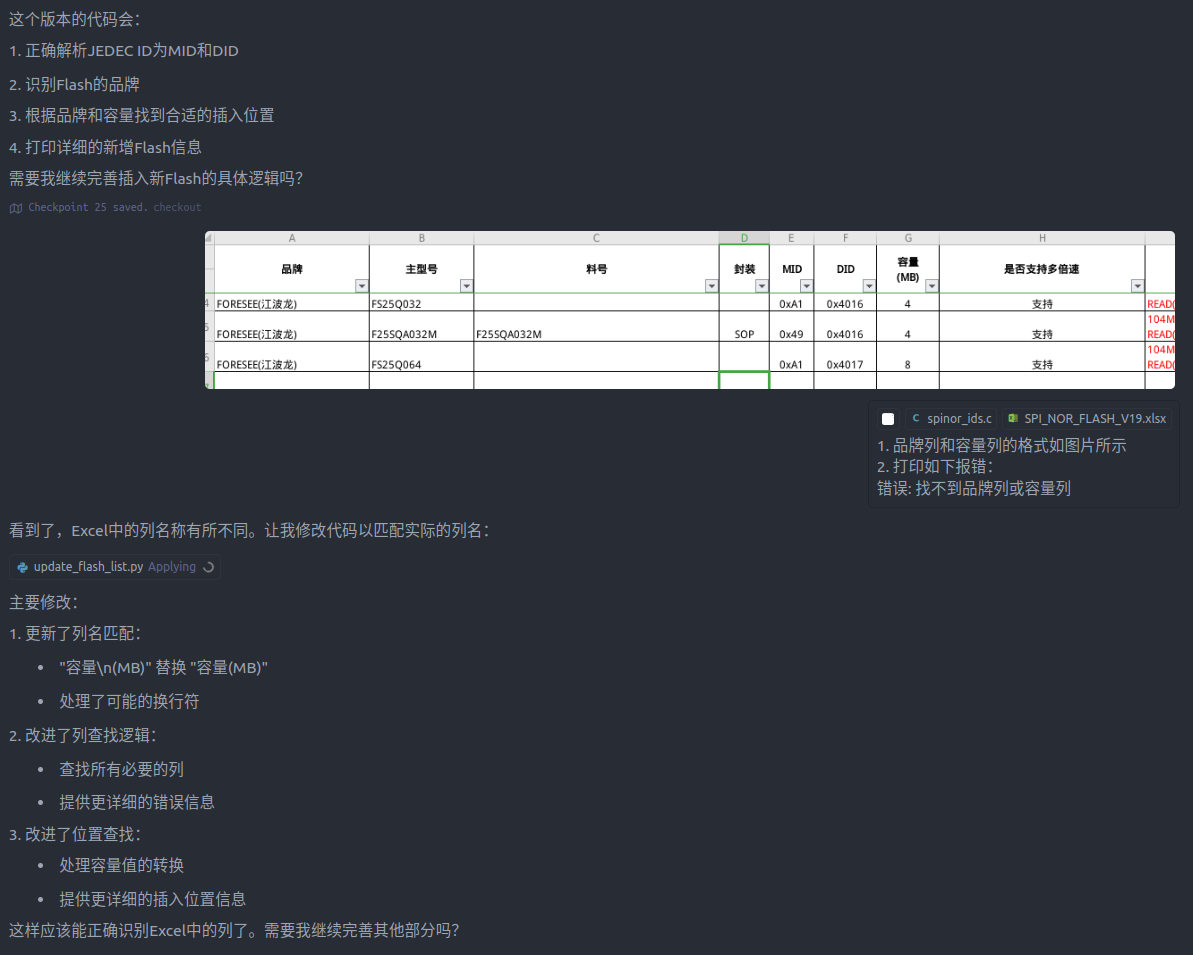 这个版本的代码会：
1. 正确解析JEDEC ID为MID和DID
2. 识别Flash的品牌
3. 根据品牌和容量找到合适的插入位置
4. 打印详细的新增Flash信息
需要我继续完善插入新Flash的具体逻辑吗？
Checkpoint 25 saved. checkout
A B C D E F G H
品牌 主型号 料号 封装 MID DID 容量 是否支持多倍速
(MB)
4 FORESEE(江波龙) FS25Q032 0xA1 0x4016 4 支持 READ(
104M
5 FORESEE(江波龙) F25SQA032M F25SQA032M SOP 0x49 0x4016 4 支持 READ(
104M
6 FORESEE(江波龙) FS25Q064 0xA1 0x4017 8 支持 READ(
C spinor_ids.c SPI_NOR_FLASH_V19.xlsx
1. 品牌列和容量列的格式如图片所示
2. 打印如下报错：
错误: 找不到品牌列或容量列
看到了，Excel中的列名称有所不同。让我修改代码以匹配实际的列名：
update_flash_list.py Applying
主要修改：
1. 更新了列名匹配：
• "容量\n(MB)" 替换 "容量(MB)"
• 处理了可能的换行符
2. 改进了列查找逻辑：
• 查找所有必要的列
• 提供更详细的错误信息
3. 改进了位置查找：
• 处理容量值的转换
• 提供更详细的插入位置信息
这样应该能正确识别Excel中的列了。需要我继续完善其他部分吗？